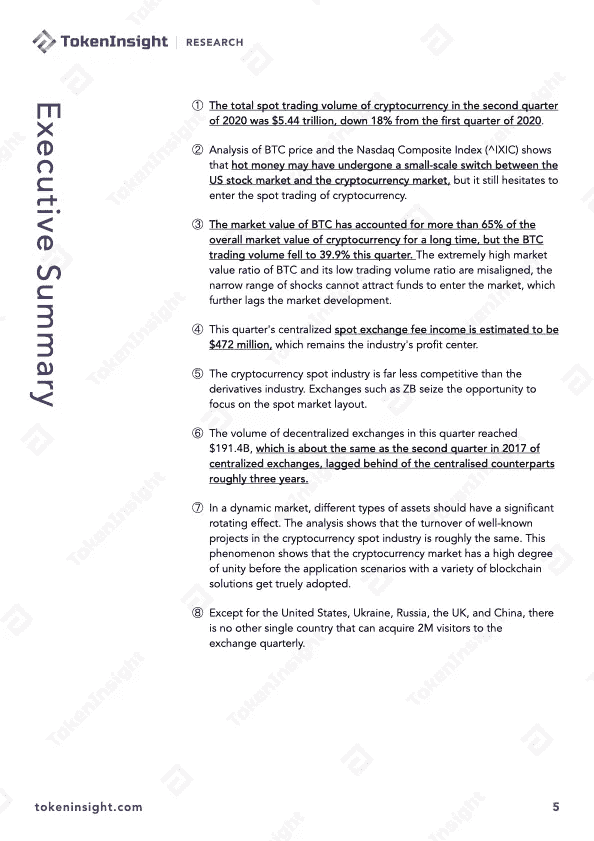 TokenInsight | RESEARCH
Executive Summary
① The total spot trading volume of cryptocurrency in the second quarter
of 2020 was $5.44 trillion, down 18% from the first quarter of 2020.
② Analysis of BTC price and the Nasdaq Composite Index (^IXIC) shows
that hot money may have undergone a small-scale switch between the
US stock market and the cryptocurrency market, but it still hesitates to
enter the spot trading of cryptocurrency.
③ The market value of BTC has accounted for more than 65% of the
overall market value of cryptocurrency for a long time, but the BTC
trading volume fell to 39.9% this quarter. The extremely high market
value ratio of BTC and its low trading volume ratio are misaligned, the
narrow range of shocks cannot attract funds to enter the market, which
further lags the market development.
④ This quarter's centralized spot exchange fee income is estimated to be
$472 million, which remains the industry's profit center.
⑤ The cryptocurrency spot industry is far less competitive than the
derivatives industry. Exchanges such as ZB seize the opportunity to
focus on the spot market layout.
⑥ The volume of decentralized exchanges in this quarter reached
$191.4B, which is about the same as the second quarter in 2017 of
centralized exchanges, lagged behind of the centralised counterparts
roughly three years.
⑦ In a dynamic market, different types of assets should have a significant
rotating effect. The analysis shows that the turnover of well-known
projects in the cryptocurrency spot industry is roughly the same. This
phenomenon shows that the cryptocurrency market has a high degree
of unity before the application scenarios with a variety of blockchain
solutions get truely adopted.
⑧ Except for the United States, Ukraine, Russia, the UK, and China, there
is no other single country that can acquire 2M visitors to the
exchange quarterly.
tokeninsight.com
5